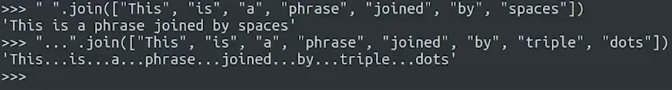 >>> " ".join(["This", "is", "a", "phrase", "joined", "by", "spaces"])
'This is a phrase joined by spaces'
>>> "...".join(["This", "is", "a", "phrase", "joined", "by", "triple", "dots"])
'This...is...a...phrase...joined...by...triple...dots'
>>>